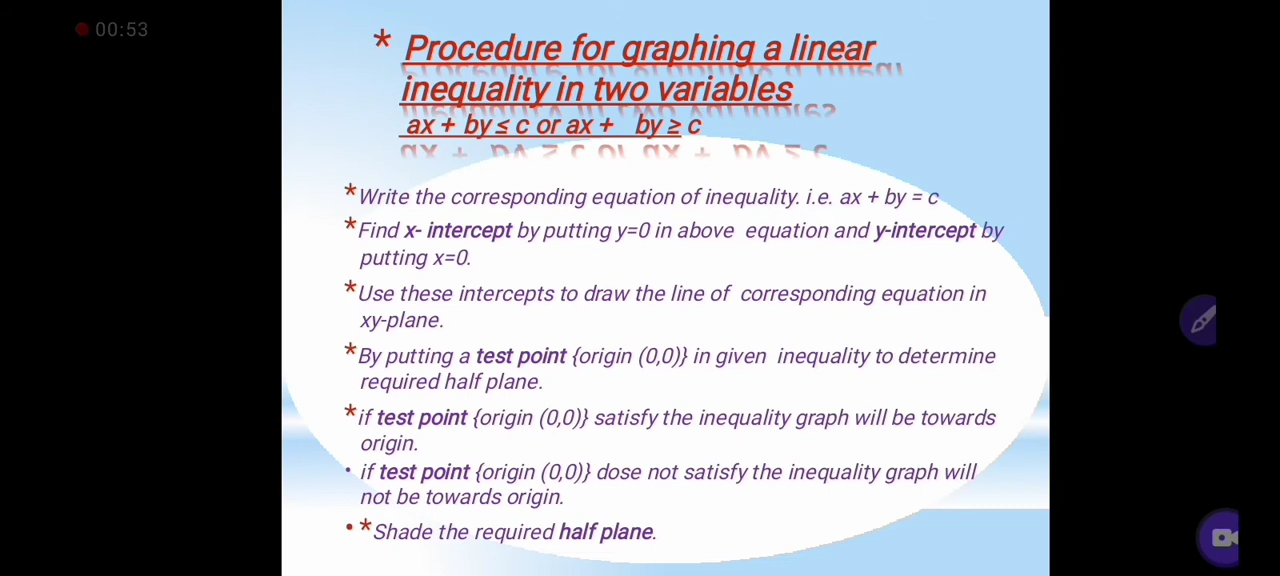 00:53
* Procedure for graphing a linear
inequality in two variables
ax + by ≤ c or ax + by ≥ c
*Write the corresponding equation of inequality. i.e. ax + by = c
*Find x- intercept by putting y=0 in above equation and y-intercept by
putting x=0.
*Use these intercepts to draw the line of corresponding equation in
xy-plane.
*By putting a test point {origin (0,0)} in given inequality to determine
required half plane.
*if test point {origin (0,0)} satisfy the inequality graph will be towards
origin.
• if test point {origin (0,0)} dose not satisfy the inequality graph will
not be towards origin.
• *Shade the required half plane.